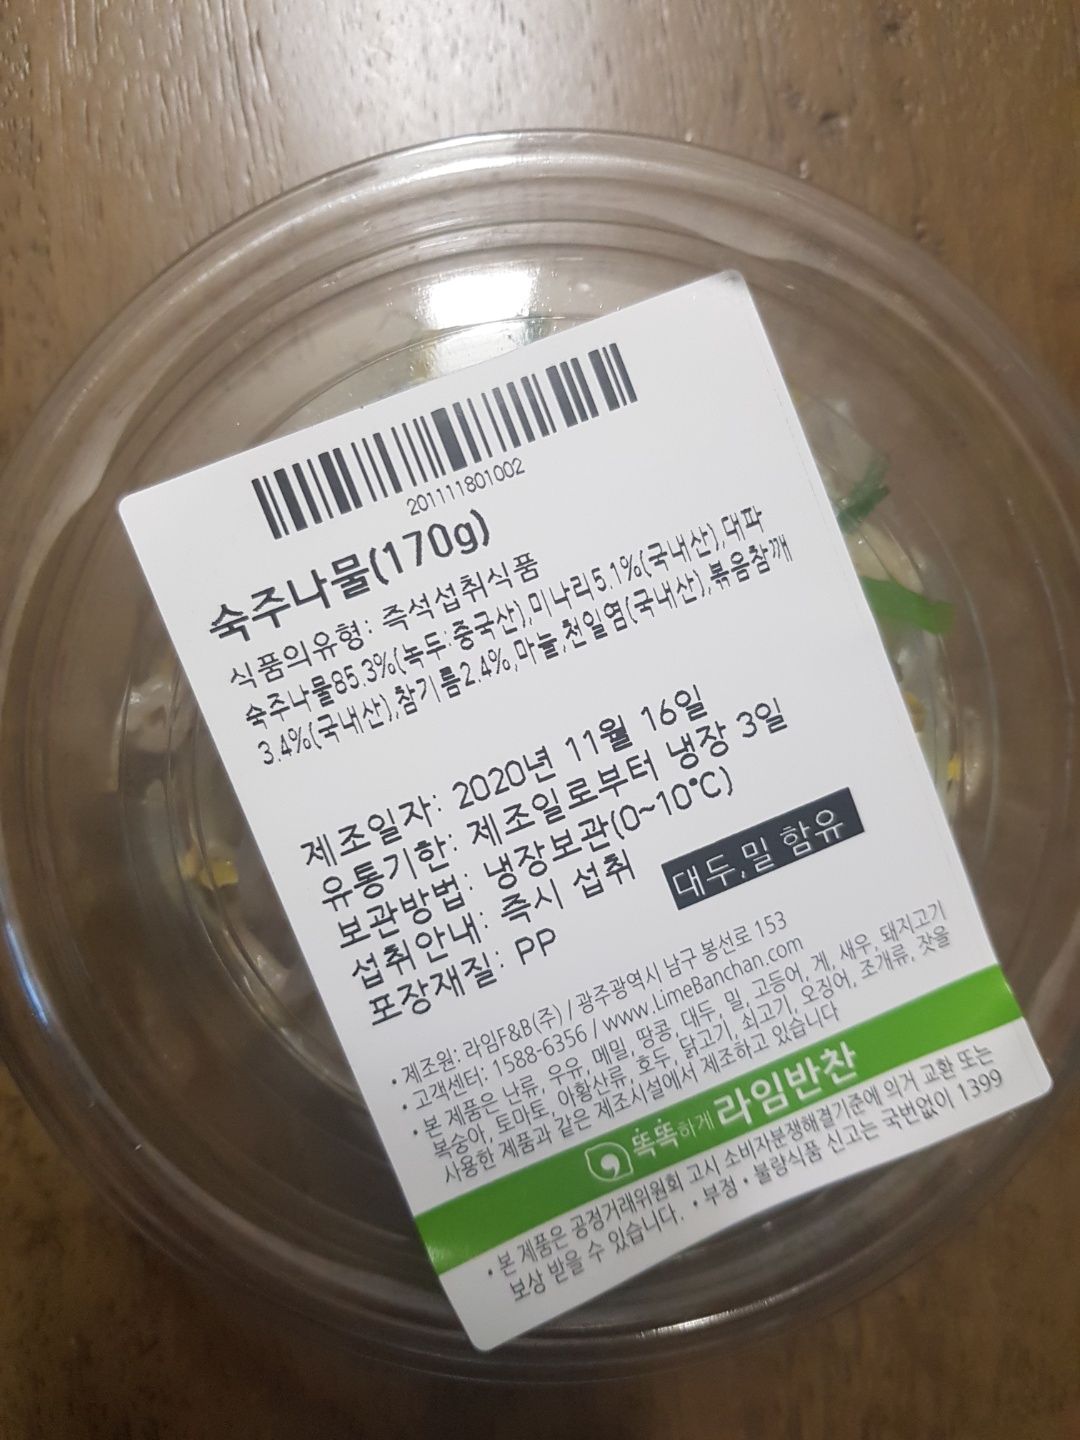 201111801002
숙주나물(170g)
식품의유형: 즉석섭취식품
숙주나물85.3%(녹두:중국산),미나리5.1%(국내산),대파
3.4%(국내산),참기름2.4%,마늘,천일염(국내산),볶음참깨
제조일자: 2020년 11월 16일
유통기한: 제조일로부터 냉장 3일
보관방법: 냉장보관(0~10℃)
섭취안내: 즉시 섭취
포장재질: PP
대두,밀 함유
• 제조원: 라임F&B(주) / 광주광역시 남구 봉선로 153
• 고객센터: 1588-6356 / www.LimeBanchan.com
• 본 제품은 난류, 우유, 메밀, 땅콩, 대두, 밀, 고등어, 게, 새우, 돼지고기
복숭아, 토마토, 아황산류, 호두, 닭고기, 쇠고기, 오징어, 조개류, 잣을
사용한 제품과 같은 제조시설에서 제조하고 있습니다
똑똑하게 라임반찬
• 본 제품은 공정거래위원회 고시 소비자분쟁해결기준에 의거 교환 또는
보상 받을 수 있습니다. • 부정 • 불량식품 신고는 국번없이 1399